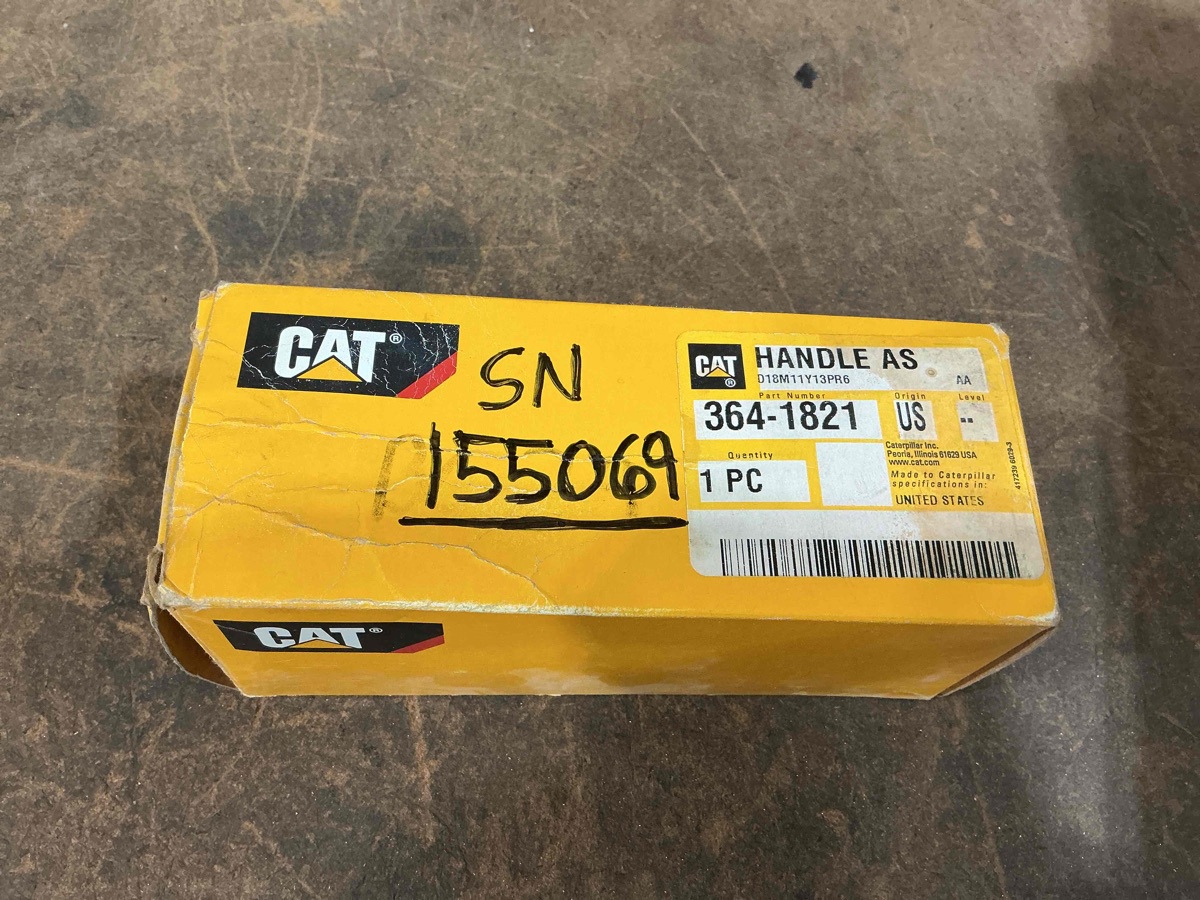 CAT®
SN
155069
CAT®
HANDLE AS
D18M11Y13PR6 AA
Part Number Origin Level
364-1821 US --
Quantity
1 PC
Caterpillar Inc.
Peoria, Illinois 61629 USA
www.cat.com
Made to Caterpillar
specifications in:
UNITED STATES
CAT®